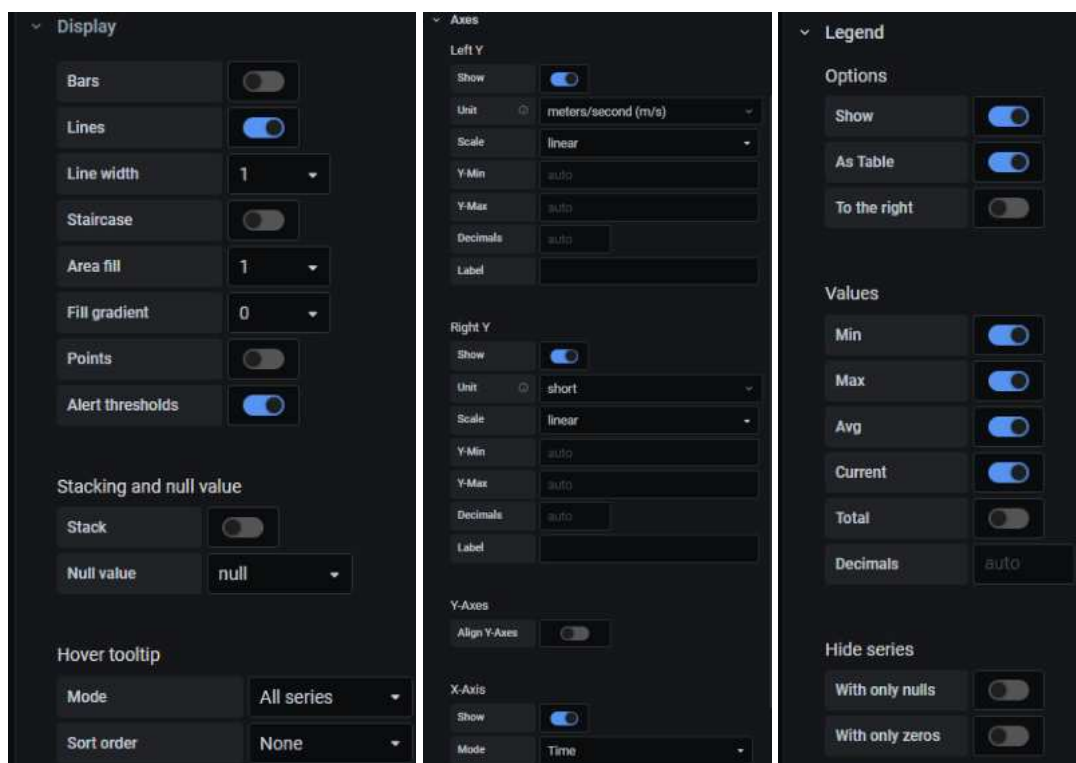 Display
Bars
Lines
Line width 1
Staircase
Area fill 1
Fill gradient 0
Points
Alert thresholds
Stacking and null value
Stack
Null value null
Hover tooltip
Mode All series
Sort order None
Axes
Left Y
Show
Unit meters/second (m/s)
Scale linear
Y-Min auto
Y-Max auto
Decimals auto
Label
Right Y
Show
Unit short
Scale linear
Y-Min auto
Y-Max auto
Decimals auto
Label
Y-Axes
Align Y-Axes
X-Axis
Show
Mode Time
Legend
Options
Show
As Table
To the right
Values
Min
Max
Avg
Current
Total
Decimals auto
Hide series
With only nulls
With only zeros